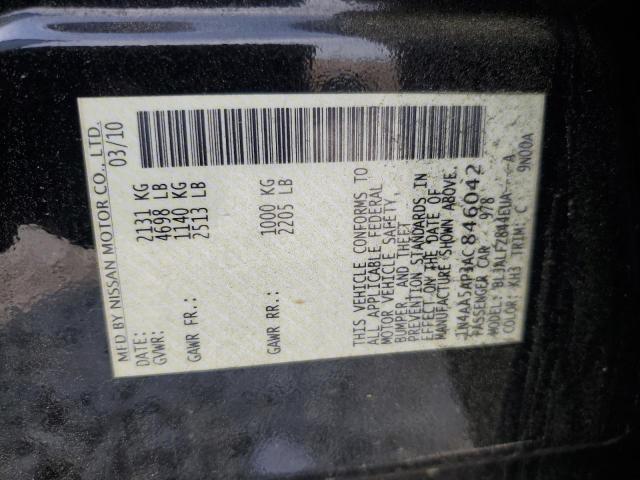 MFD BY NISSAN MOTOR CO., LTD.
DATE: 03/10
GVWR: 2131 KG
4698 LB
GAWR FR.: 1140 KG
2513 LB
GAWR RR.: 1000 KG
2205 LB
THIS VEHICLE CONFORMS TO
ALL APPLICABLE FEDERAL
MOTOR VEHICLE SAFETY,
BUMPER, AND THEFT
PREVENTION STANDARDS IN
EFFECT ON THE DATE OF
MANUFACTURE SHOWN ABOVE.
1N4AA5AP3AC846042
PASSENGER CAR 978
MODEL: A
COLOR: KH3 TRIM: C 9N00A